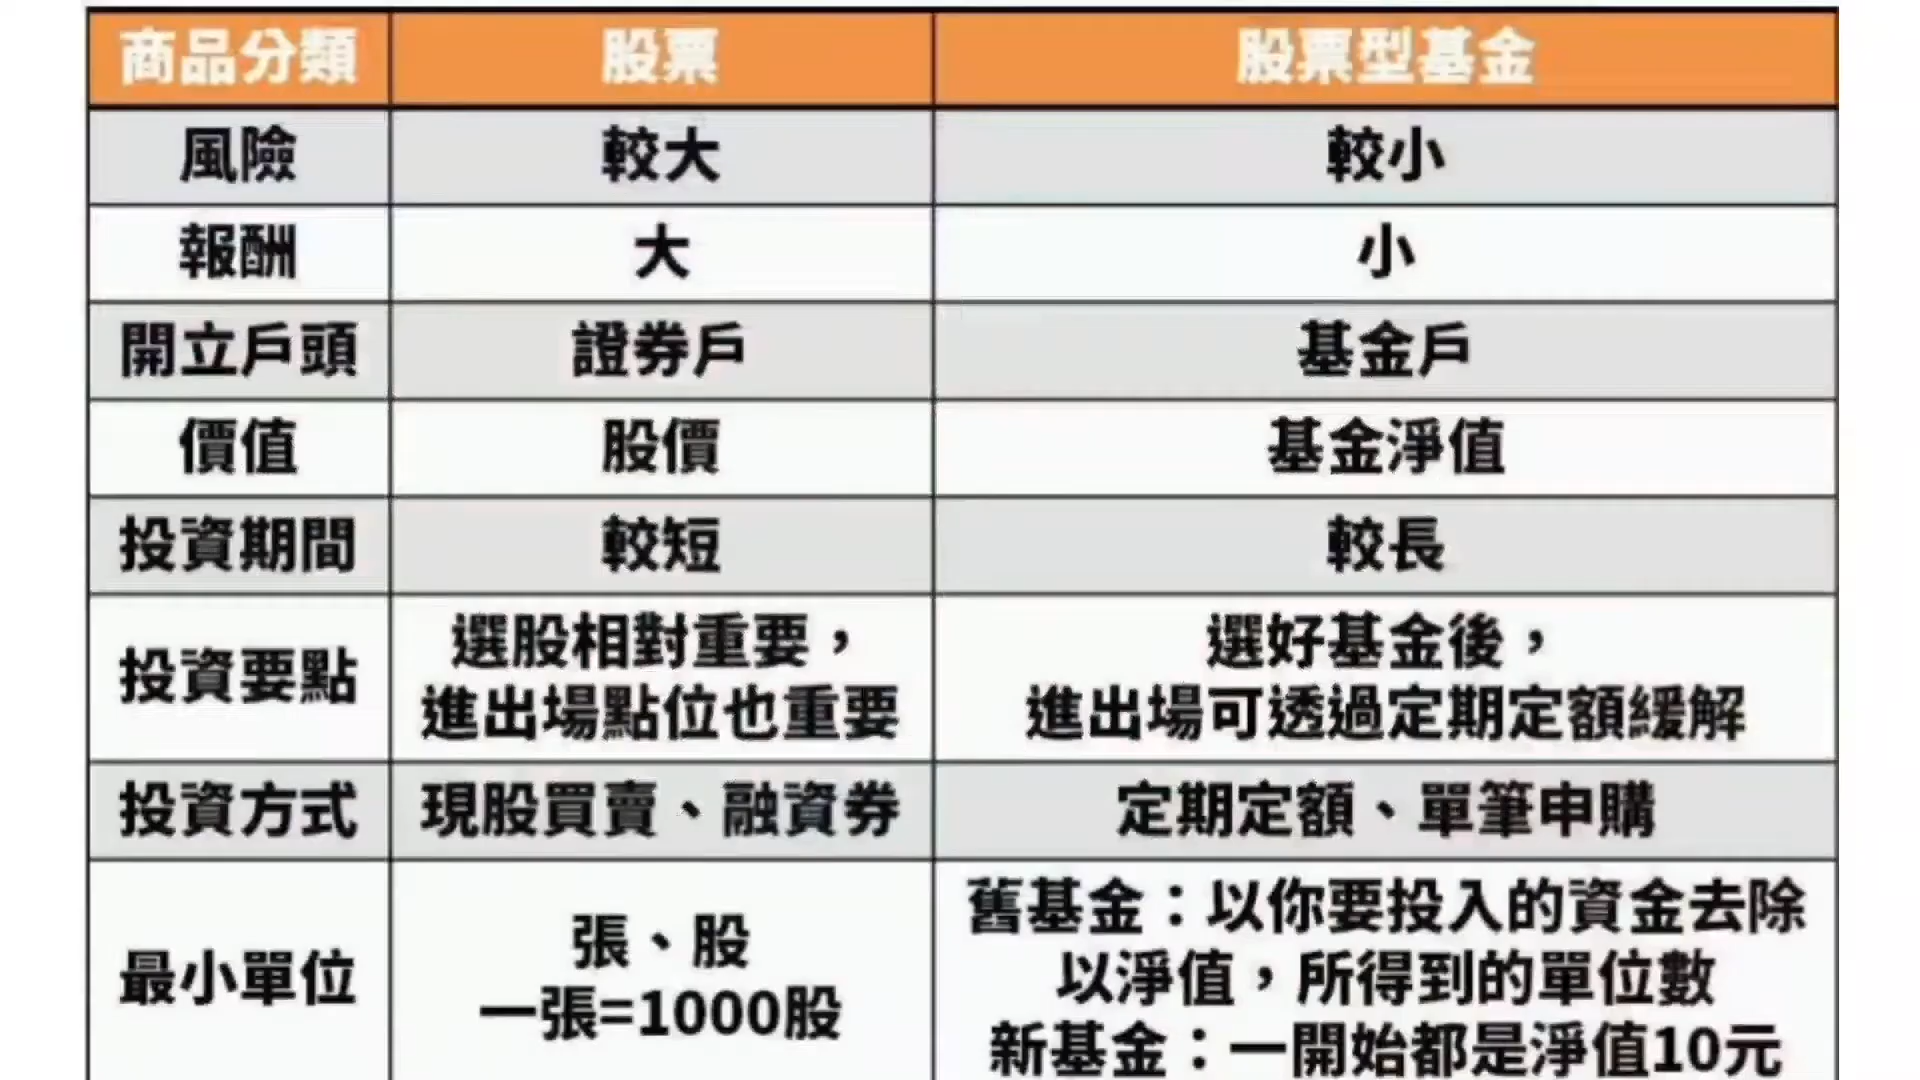 商品分類 股票 股票型基金
風險 較大 較小
報酬 大 小
開立戶頭 證券戶 基金戶
價值 股價 基金淨值
投資期間 較短 較長
投資要點
選股相對重要，
進出場點位也重要
選好基金後，
進出場可透過定期定額緩解
投資方式 現股買賣、融資券 定期定額、單筆申購
最小單位
張、股
一張=1000股
舊基金：以你要投入的資金去除
以淨值，所得到的單位數
新基金：一開始都是淨值10元